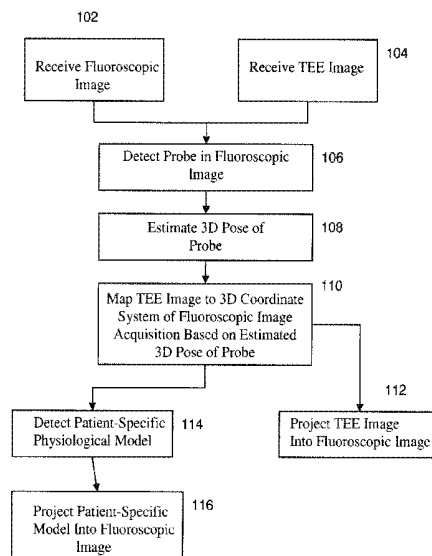 102
Receive Fluoroscopic
Image
104
Receive TEE Image
106
Detect Probe in Fluoroscopic
Image
108
Estimate 3D Pose of
Probe
110
Map TEE Image to 3D Coordinate
System of Fluoroscopic Image
Acquisition Based on Estimated
3D Pose of Probe
112
Project TEE Image
Into Fluoroscopic Image
114
Detect Patient-Specific
Physiological Model
116
Project Patient-Specific
Model Into Fluoroscopic
Image